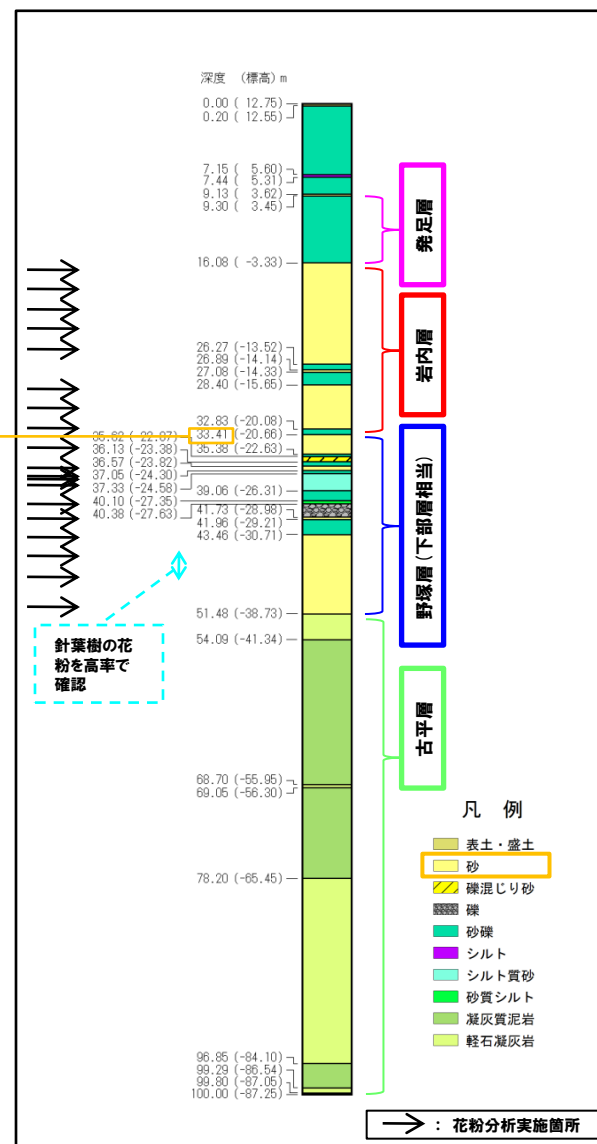 深度 (標高) m
0.00 ( 12.75)
0.20 ( 12.55)
7.15 ( 5.60)
7.44 ( 5.31)
9.13 ( 3.62)
9.30 ( 3.45)
16.08 ( -3.33)
26.27 (-13.52)
26.89 (-14.14)
27.08 (-14.33)
28.40 (-15.65)
32.83 (-20.08)
33.41 (-20.66)
35.38 (-22.63)
35.62 (-22.87)
36.13 (-23.38)
36.57 (-23.82)
37.05 (-24.30)
37.33 (-24.58)
39.06 (-26.31)
40.10 (-27.35)
40.38 (-27.63)
41.73 (-28.98)
41.96 (-29.21)
43.46 (-30.71)
51.48 (-38.73)
54.09 (-41.34)
68.70 (-55.95)
69.05 (-56.30)
78.20 (-65.45)
96.85 (-84.10)
99.29 (-86.54)
99.80 (-87.05)
100.00 (-87.25)
発足層
岩内層
野塚層(下部層相当)
古平層
針葉樹の花
粉を高率で
確認
凡 例
表土・盛土
砂
礫混じり砂
礫
砂礫
シルト
シルト質砂
砂質シルト
凝灰質泥岩
軽石凝灰岩
: 花粉分析実施箇所